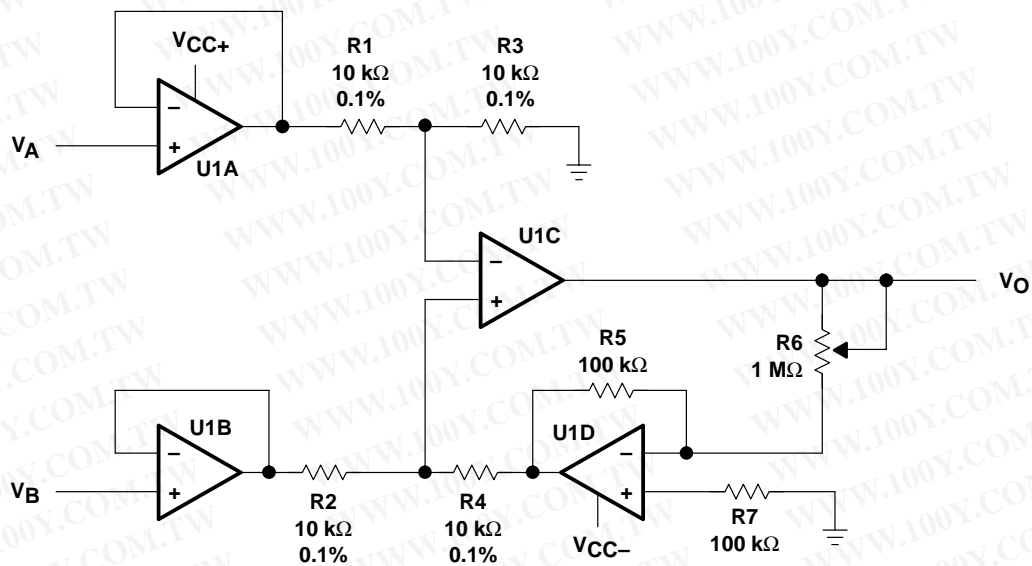 VCC+
R1
10 kΩ
0.1%
R3
10 kΩ
0.1%
VA
−
+
U1A
U1C
−
+
VO
R6
1 MΩ
R5
100 kΩ
U1B
−
+
VB
R2
10 kΩ
0.1%
R4
10 kΩ
0.1%
U1D
−
+
VCC−
R7
100 kΩ
WWW.100Y.COM.TW